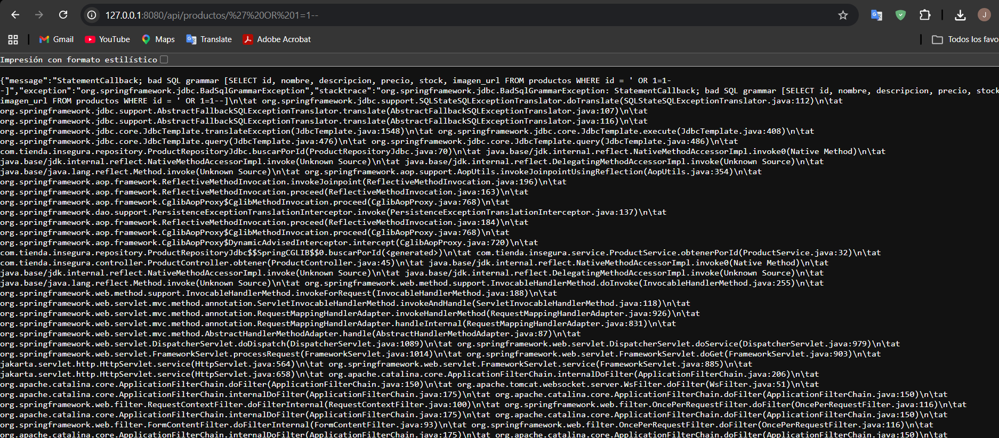 127.0.0.1:8080/api/productos/%27%20OR%201=1--
J
Gmail
YouTube
Maps
Translate
Adobe Acrobat
Todos los favo
Impresión con formato estilístico
{"message":"StatementCallback; bad SQL grammar [SELECT id, nombre, descripcion, precio, stock, imagen_url FROM productos WHERE id = ' OR 1=1-
-]","exception":"org.springframework.jdbc.BadSqlGrammarException","stacktrace":"org.springframework.jdbc.BadSqlGrammarException: StatementCallback; bad SQL grammar [SELECT id, nombre, descripcion, precio, stock
imagen_url FROM productos WHERE id = ' OR 1=1--]\n\tat org.springframework.jdbc.support.SQLStateSQLExceptionTranslator.doTranslate(SQLStateSQLExceptionTranslator.java:112)\n\tat
org.springframework.jdbc.support.AbstractFallbackSQLExceptionTranslator.translate(AbstractFallbackSQLExceptionTranslator.java:107)\n\tat
org.springframework.jdbc.support.AbstractFallbackSQLExceptionTranslator.translate(AbstractFallbackSQLExceptionTranslator.java:116)\n\tat
org.springframework.jdbc.core.JdbcTemplate.translateException(JdbcTemplate.java:1548)\n\tat org.springframework.jdbc.core.JdbcTemplate.execute(JdbcTemplate.java:408)\n\tat
org.springframework.jdbc.core.JdbcTemplate.query(JdbcTemplate.java:476)\n\tat org.springframework.jdbc.core.JdbcTemplate.query(JdbcTemplate.java:486)\n\tat
com.tienda.insegura.repository.ProductRepositoryJdbc.buscarPorId(ProductRepositoryJdbc.java:70)\n\tat java.base/jdk.internal.reflect.NativeMethodAccessorImpl.invoke0(Native Method)\n\tat
java.base/jdk.internal.reflect.NativeMethodAccessorImpl.invoke(Unknown Source)\n\tat java.base/jdk.internal.reflect.DelegatingMethodAccessorImpl.invoke(Unknown Source)\n\tat
java.base/java.lang.reflect.Method.invoke(Unknown Source)\n\tat org.springframework.aop.support.AopUtils.invokeJoinpointUsingReflection(AopUtils.java:354)\n\tat
org.springframework.aop.framework.ReflectiveMethodInvocation.invokeJoinpoint(ReflectiveMethodInvocation.java:196)\n\tat
org.springframework.aop.framework.ReflectiveMethodInvocation.proceed(ReflectiveMethodInvocation.java:163)\n\tat
org.springframework.aop.framework.CglibAopProxy$CglibMethodInvocation.proceed(CglibAopProxy.java:768)\n\tat
org.springframework.dao.support.PersistenceExceptionTranslationInterceptor.invoke(PersistenceExceptionTranslationInterceptor.java:137)\n\tat
org.springframework.aop.framework.ReflectiveMethodInvocation.proceed(ReflectiveMethodInvocation.java:184)\n\tat
org.springframework.aop.framework.CglibAopProxy$CglibMethodInvocation.proceed(CglibAopProxy.java:768)\n\tat
org.springframework.aop.framework.CglibAopProxy$DynamicAdvisedInterceptor.intercept(CglibAopProxy.java:720)\n\tat
com.tienda.insegura.repository.ProductRepositoryJdbc$$SpringCGLIB$$0.buscarPorId(<generated>)\n\tat com.tienda.insegura.service.ProductService.obtenerPorId(ProductService.java:32)\n\tat
com.tienda.insegura.controller.ProductController.obtener(ProductController.java:45)\n\tat java.base/jdk.internal.reflect.NativeMethodAccessorImpl.invoke0(Native Method)\n\tat
java.base/jdk.internal.reflect.NativeMethodAccessorImpl.invoke(Unknown Source)\n\tat java.base/jdk.internal.reflect.DelegatingMethodAccessorImpl.invoke(Unknown Source)\n\tat
java.base/java.lang.reflect.Method.invoke(Unknown Source)\n\tat org.springframework.web.method.support.InvocableHandlerMethod.doInvoke(InvocableHandlerMethod.java:255)\n\tat
org.springframework.web.method.support.InvocableHandlerMethod.invokeForRequest(InvocableHandlerMethod.java:188)\n\tat
org.springframework.web.servlet.mvc.method.annotation.ServletInvocableHandlerMethod.invokeAndHandle(ServletInvocableHandlerMethod.java:118)\n\tat
org.springframework.web.servlet.mvc.method.annotation.RequestMappingHandlerAdapter.invokeHandlerMethod(RequestMappingHandlerAdapter.java:926)\n\tat
org.springframework.web.servlet.mvc.method.annotation.RequestMappingHandlerAdapter.handleInternal(RequestMappingHandlerAdapter.java:831)\n\tat
org.springframework.web.servlet.mvc.method.AbstractHandlerMethodAdapter.handle(AbstractHandlerMethodAdapter.java:87)\n\tat
org.springframework.web.servlet.DispatcherServlet.doDispatch(DispatcherServlet.java:1089)\n\tat org.springframework.web.servlet.DispatcherServlet.doService(DispatcherServlet.java:979)\n\tat
org.springframework.web.servlet.FrameworkServlet.processRequest(FrameworkServlet.java:1014)\n\tat org.springframework.web.servlet.FrameworkServlet.doGet(FrameworkServlet.java:903)\n\tat
jakarta.servlet.http.HttpServlet.service(HttpServlet.java:564)\n\tat org.springframework.web.servlet.FrameworkServlet.service(FrameworkServlet.java:885)\n\tat
jakarta.servlet.http.HttpServlet.service(HttpServlet.java:658)\n\tat org.apache.catalina.core.ApplicationFilterChain.internalDoFilter(ApplicationFilterChain.java:206)\n\tat
org.apache.catalina.core.ApplicationFilterChain.doFilter(ApplicationFilterChain.java:150)\n\tat org.apache.tomcat.websocket.server.WsFilter.doFilter(WsFilter.java:51)\n\tat
org.apache.catalina.core.ApplicationFilterChain.internalDoFilter(ApplicationFilterChain.java:175)\n\tat org.apache.catalina.core.ApplicationFilterChain.doFilter(ApplicationFilterChain.java:150)\n\tat
org.springframework.web.filter.RequestContextFilter.doFilterInternal(RequestContextFilter.java:100)\n\tat org.springframework.web.filter.OncePerRequestFilter.doFilter(OncePerRequestFilter.java:116)\n\tat
org.apache.catalina.core.ApplicationFilterChain.internalDoFilter(ApplicationFilterChain.java:175)\n\tat org.apache.catalina.core.ApplicationFilterChain.doFilter(ApplicationFilterChain.java:150)\n\tat
org.springframework.web.filter.FormContentFilter.doFilterInternal(FormContentFilter.java:93)\n\tat org.springframework.web.filter.OncePerRequestFilter.doFilter(OncePerRequestFilter.java:116)\n\tat
org.apache.catalina.core.ApplicationFilterChain.internalDoFilter(ApplicationFilterChain.java:175)\n\tat org.apache.catalina.core.ApplicationFilterChain.doFilter(ApplicationFilterChain.java:150)\n\tat